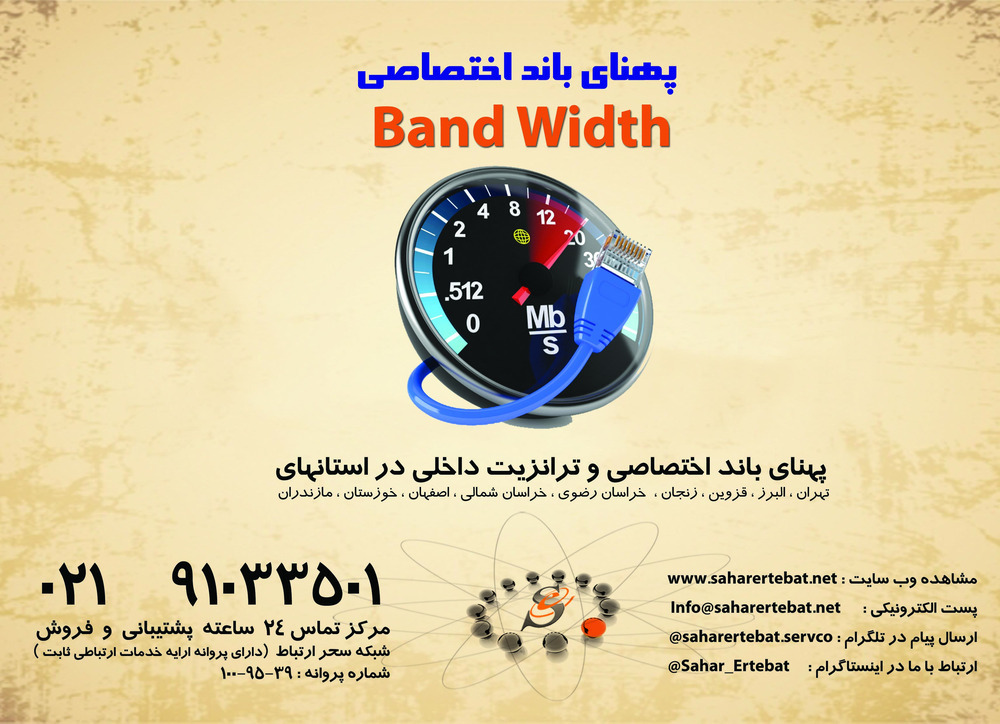 پهنای باند اختصاصی
Band Width
0
.512
1
2
4
8
12
20
30
Mb
S
پهنای باند اختصاصی و ترانزیت داخلی در استانهای
تهران ، البرز ، قزوین ، زنجان ، خراسان رضوی ، خراسان شمالی ، اصفهان ، خوزستان ، مازندران
۰۲۱ ۹۱۰۳۳۵۰۱
مرکز تماس ۲۴ ساعته پشتیبانی و فروش
شبکه سحر ارتباط (دارای پروانه ارایه خدمات ارتباطی ثابت )
شماره پروانه : ۳۹-۹۵-۱۰۰
مشاهده وب سایت : www.saharertebat.net
پست الکترونیکی : Info@saharertebat.net
ارسال پیام در تلگرام : @saharertebat.servco
ارتباط با ما در اینستاگرام : @Sahar_Ertebat